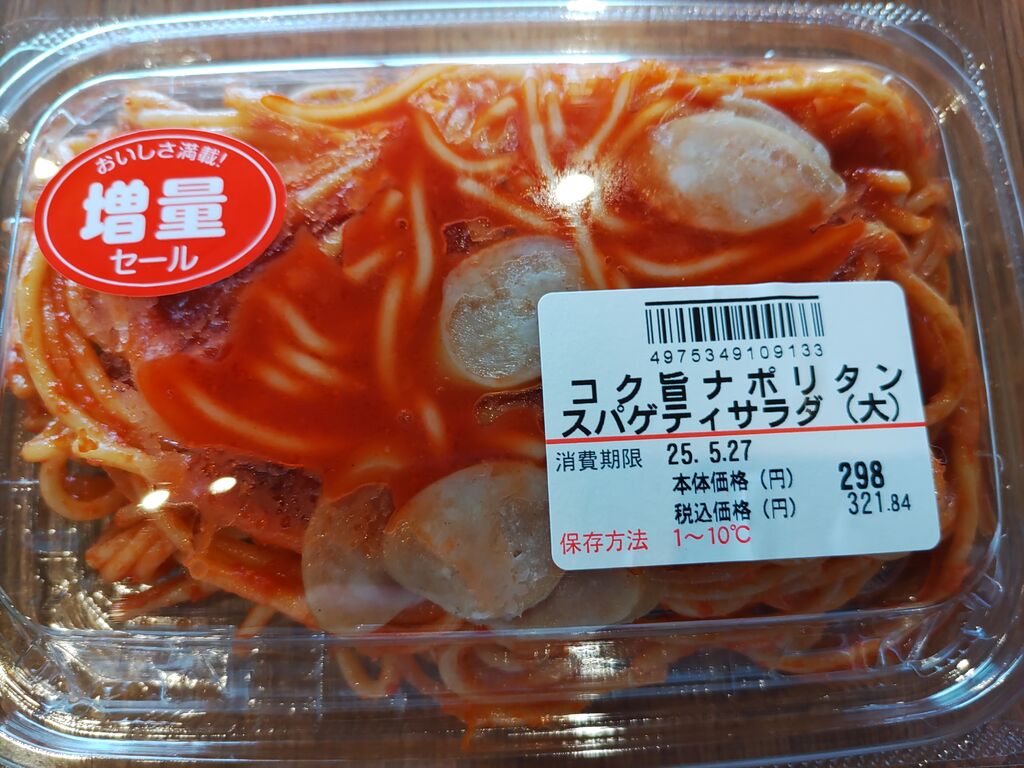 おいしさ満載!
増量
セール
4975349109133
コク旨ナポリタン
スパゲティサラダ（大）
消費期限 25. 5.27
本体価格（円） 298
税込価格（円） 321.84
保存方法 1～10℃